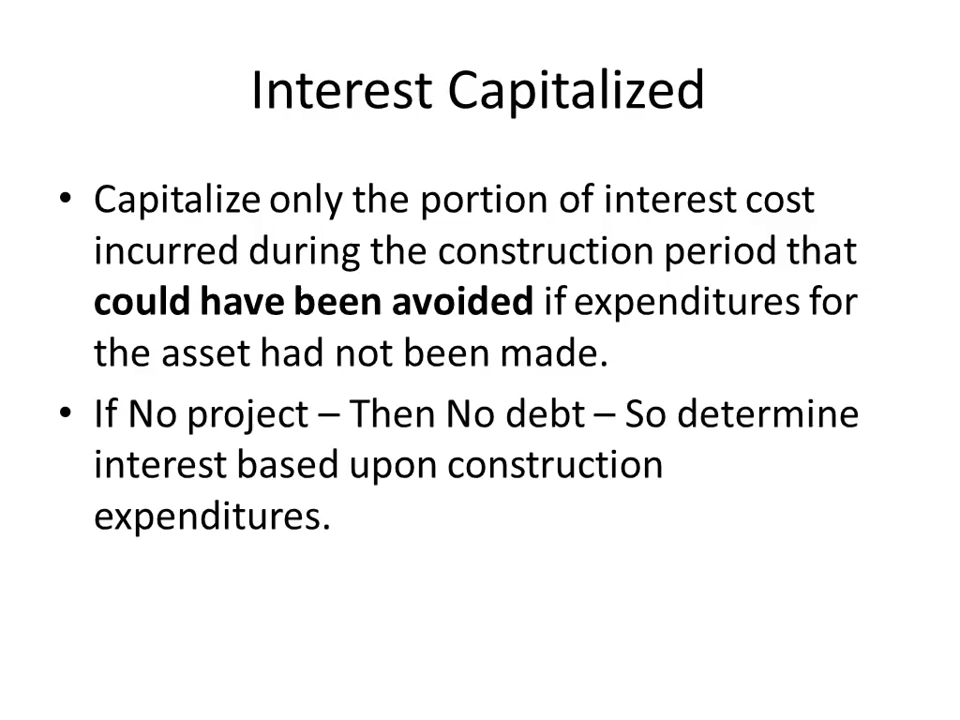 Interest Capitalized
• Capitalize only the portion of interest cost
incurred during the construction period that
could have been avoided if expenditures for
the asset had not been made.
• If No project – Then No debt – So determine
interest based upon construction
expenditures.